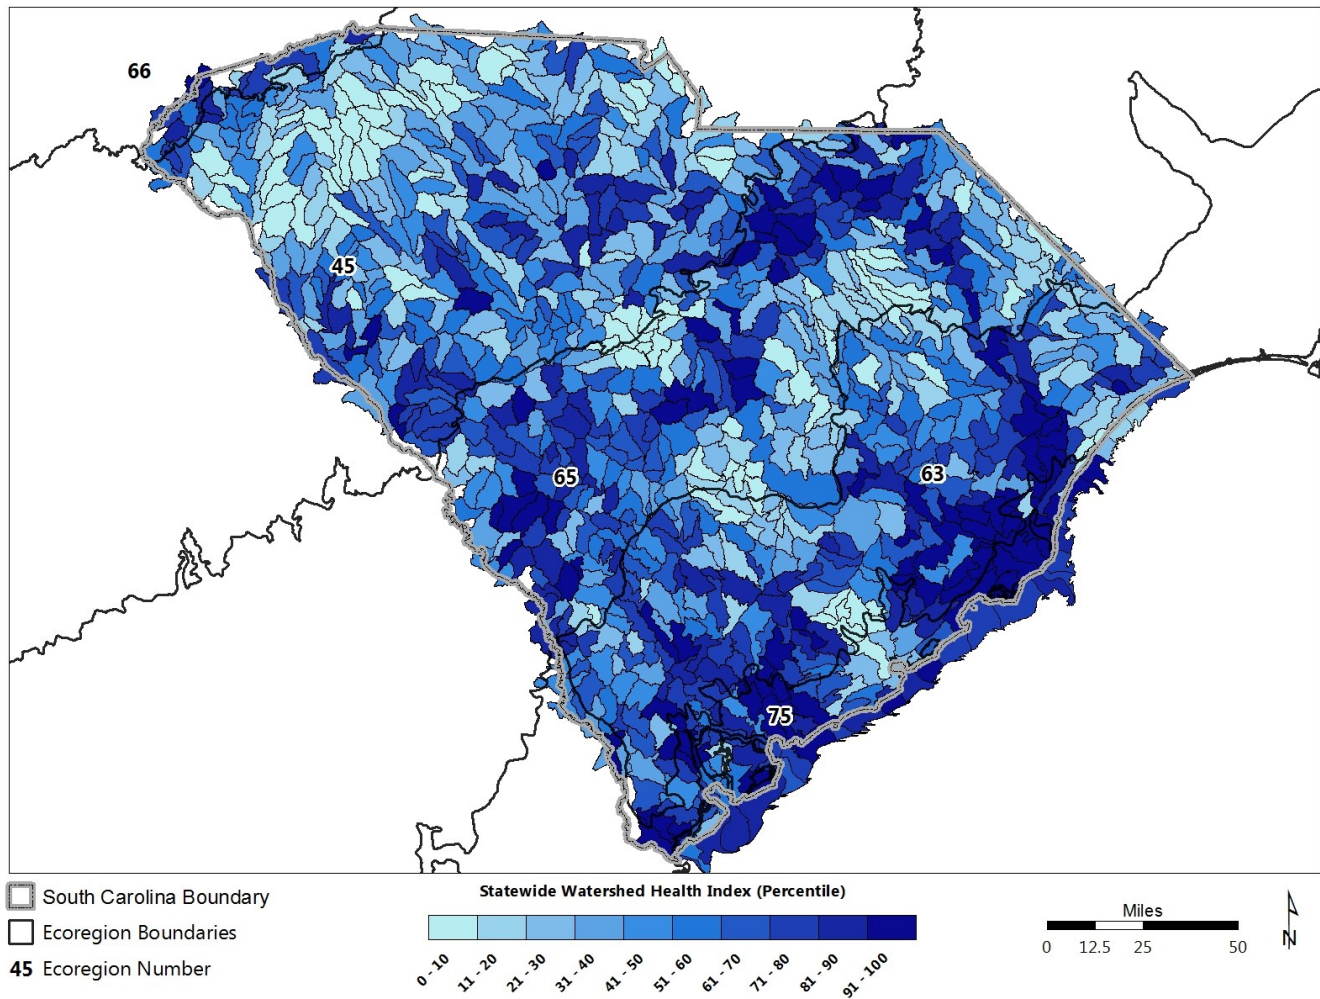 66
45
65
63
75
South Carolina Boundary
Ecoregion Boundaries
45 Ecoregion Number
Statewide Watershed Health Index (Percentile)
0 - 10
11 - 20
21 - 30
31 - 40
41 - 50
51 - 60
61 - 70
71 - 80
81 - 90
91 - 100
Miles
0 12.5 25 50
N